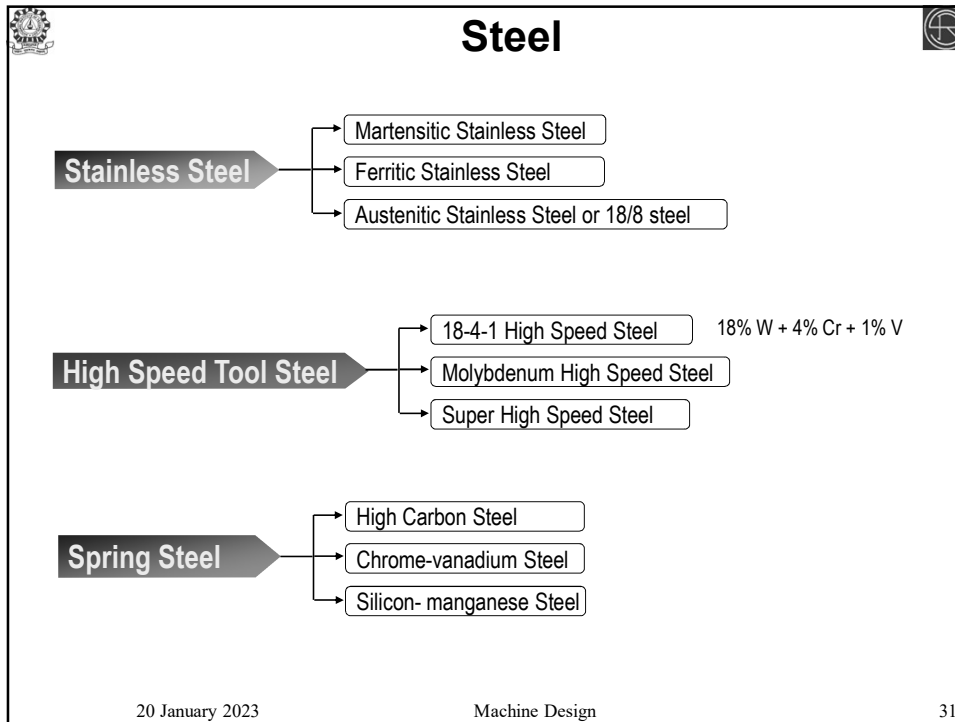 Steel
Stainless Steel
Martensitic Stainless Steel
Ferritic Stainless Steel
Austenitic Stainless Steel or 18/8 steel
High Speed Tool Steel
18-4-1 High Speed Steel
18% W + 4% Cr + 1% V
Molybdenum High Speed Steel
Super High Speed Steel
Spring Steel
High Carbon Steel
Chrome-vanadium Steel
Silicon- manganese Steel
20 January 2023
Machine Design
31